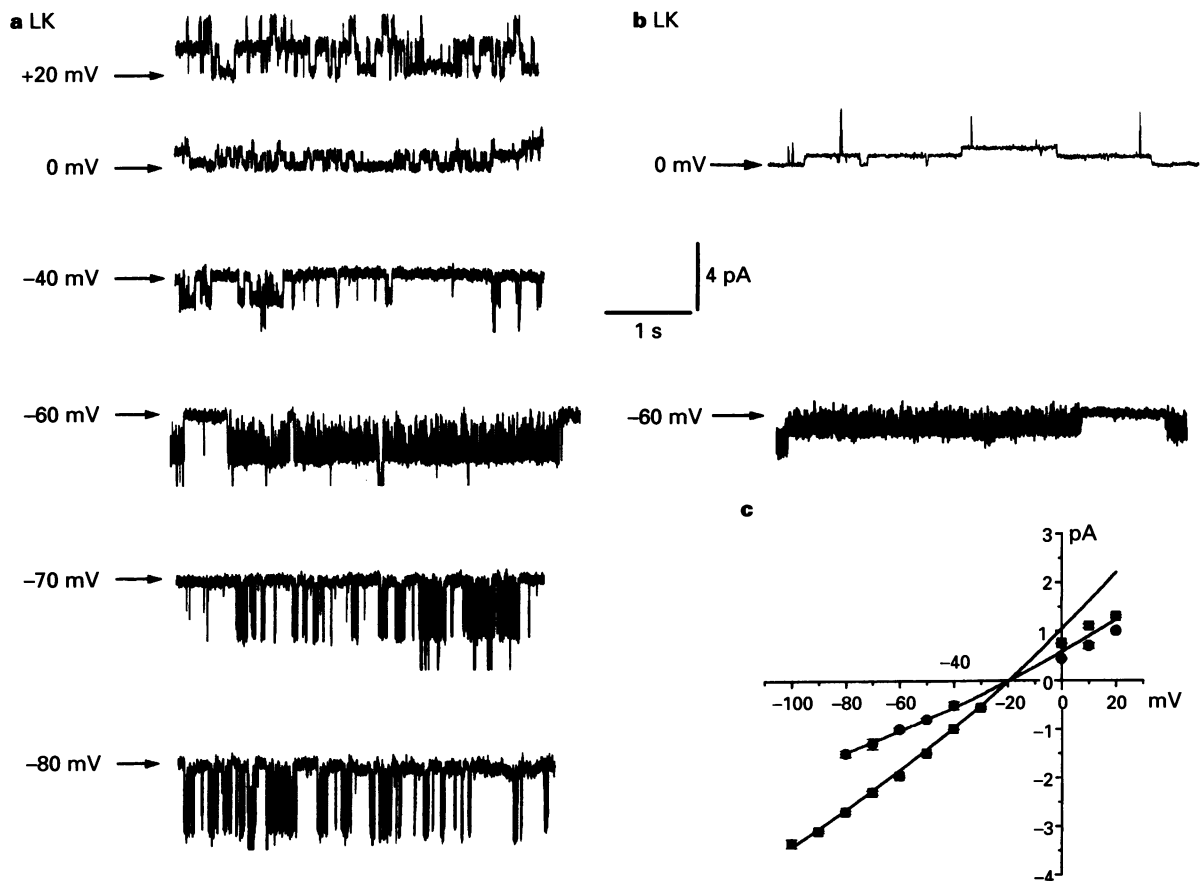 a LK
+20 mV
0 mV
–40 mV
–60 mV
–70 mV
–80 mV
b LK
0 mV
4 pA
1 s
–60 mV
c
3 pA
2
1
–40
0
–100 –80 –60 –20 0 20 mV
–1
–2
–3
–4